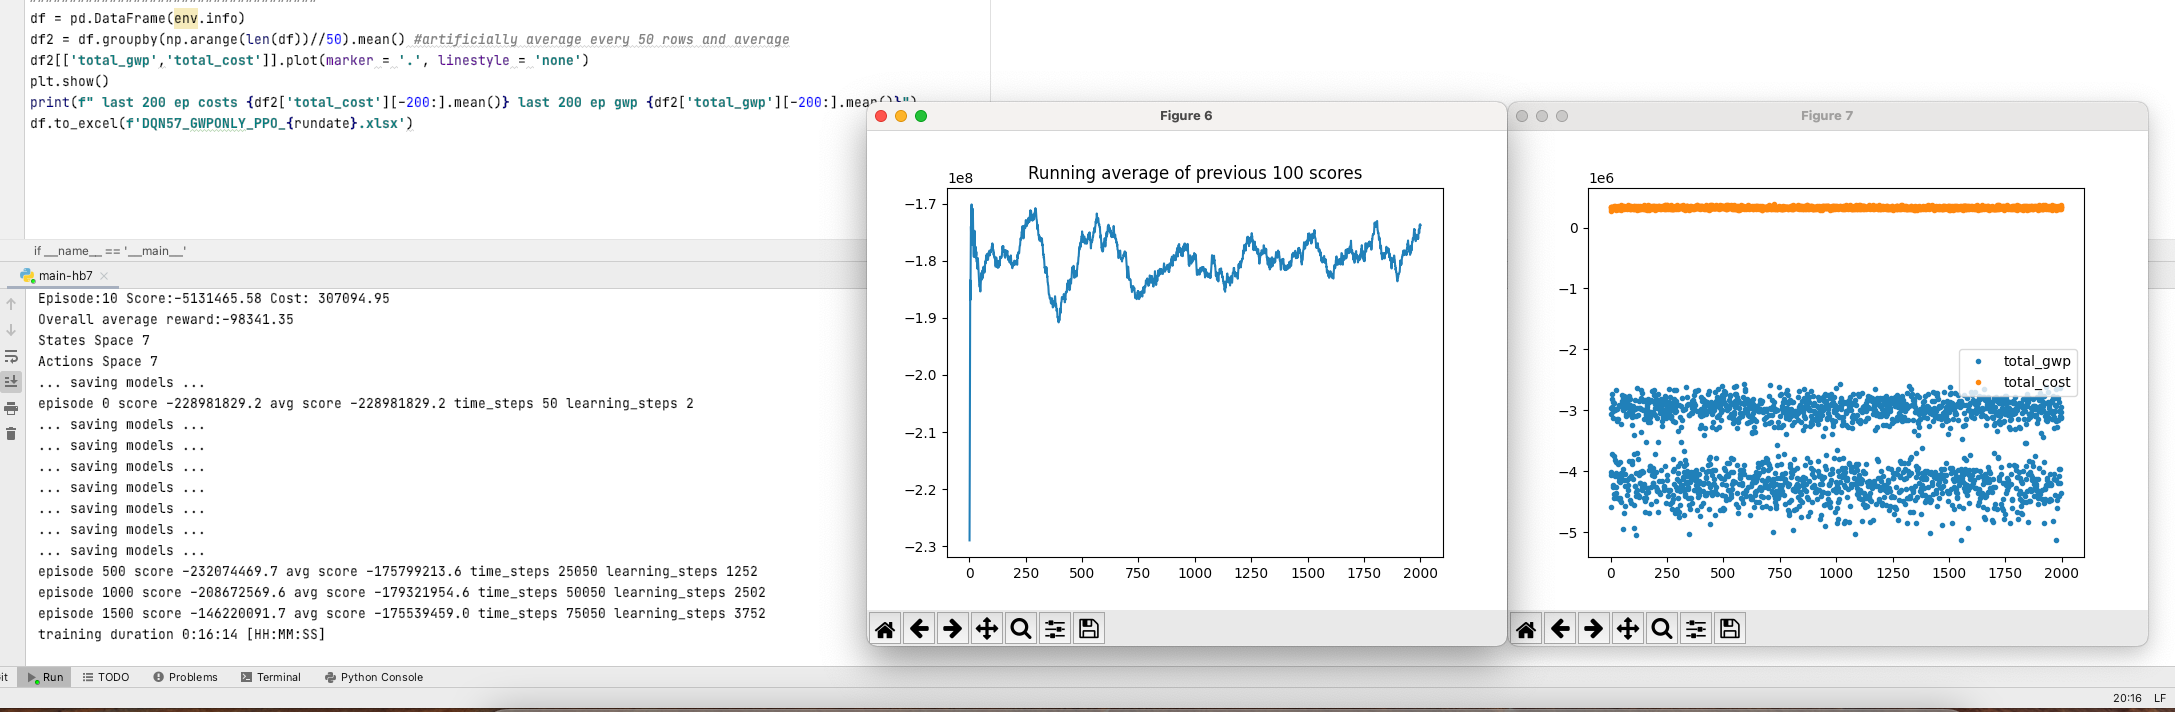 df = pd.DataFrame(env.info)
df2 = df.groupby(np.arange(len(df))//50).mean() #artificially average every 50 rows and average
df2[['total_gwp','total_cost']].plot(marker = '.', linestyle = 'none')
plt.show()
print(f" last 200 ep costs {df2['total_cost'][-200:].mean()} last 200 ep gwp {df2['total_gwp'][-200:].mean()}")
df.to_excel(f'DQN57_GWPONLY_PPO_{rundate}.xlsx')
if __name__ == '__main__'
main-hb7
Episode:10 Score:-5131465.58 Cost: 307094.95
Overall average reward:-98341.35
States Space 7
Actions Space 7
... saving models ...
episode 0 score -228981829.2 avg score -228981829.2 time_steps 50 learning_steps 2
... saving models ...
... saving models ...
... saving models ...
... saving models ...
... saving models ...
... saving models ...
... saving models ...
episode 500 score -232074469.7 avg score -175799213.6 time_steps 25050 learning_steps 1252
episode 1000 score -208672569.6 avg score -179321954.6 time_steps 50050 learning_steps 2502
episode 1500 score -146220091.7 avg score -175539459.0 time_steps 75050 learning_steps 3752
training duration 0:16:14 [HH:MM:SS]
Figure 6
Running average of previous 100 scores
1e8
−1.7
−1.8
−1.9
−2.0
−2.1
−2.2
−2.3
0 250 500 750 1000 1250 1500 1750 2000
Figure 7
1e6
0
−1
−2
−3
−4
−5
total_gwp
total_cost
0 250 500 750 1000 1250 1500 1750 2000
it Run TODO Problems Terminal Python Console
20:16 LF